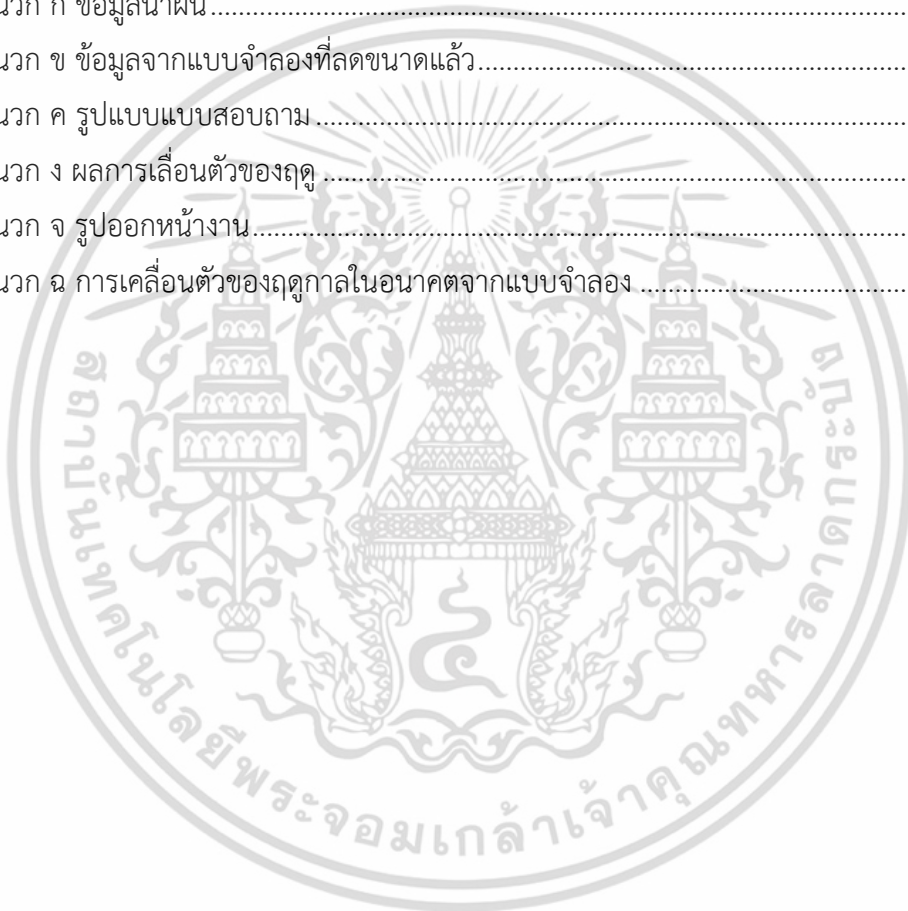 นวก ก ข้อมูลน้ำฝน
นวก ข ข้อมูลจากแบบจำลองที่ลดขนาดแล้ว
นวก ค รูปแบบแบบสอบถาม
นวก ง ผลการเลื่อนตัวของฤดู
นวก จ รูปออกหน้างาน
นวก ฉ การเคลื่อนตัวของฤดูกาลในอนาคตจากแบบจำลอง
สถาบันเทคโนโลยีพระจอมเกล้าเจ้าคุณทหารลาดกระบัง
๔